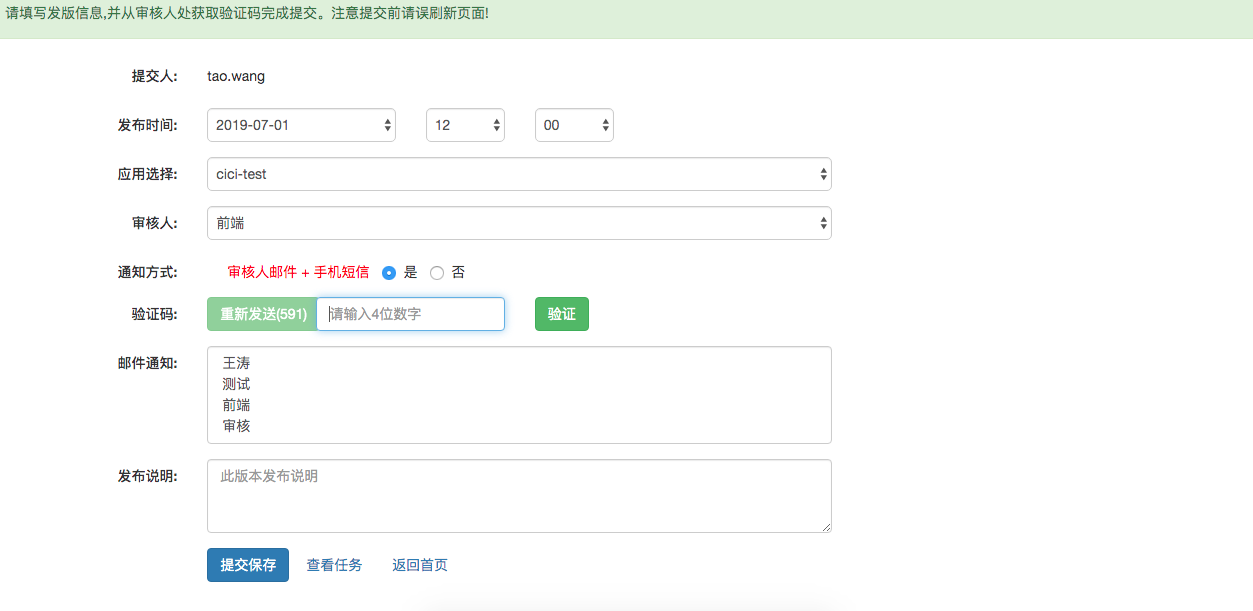 请填写发版信息,并从审核人处获取验证码完成提交。注意提交前请误刷新页面!
提交人: tao.wang
发布时间: 2019-07-01 12 00
应用选择: cici-test
审核人: 前端
通知方式: 审核人邮件 + 手机短信 是 否
验证码: 重新发送(591) 请输入4位数字 验证
邮件通知: 王涛
测试
前端
审核
发布说明: 此版本发布说明
提交保存 查看任务 返回首页